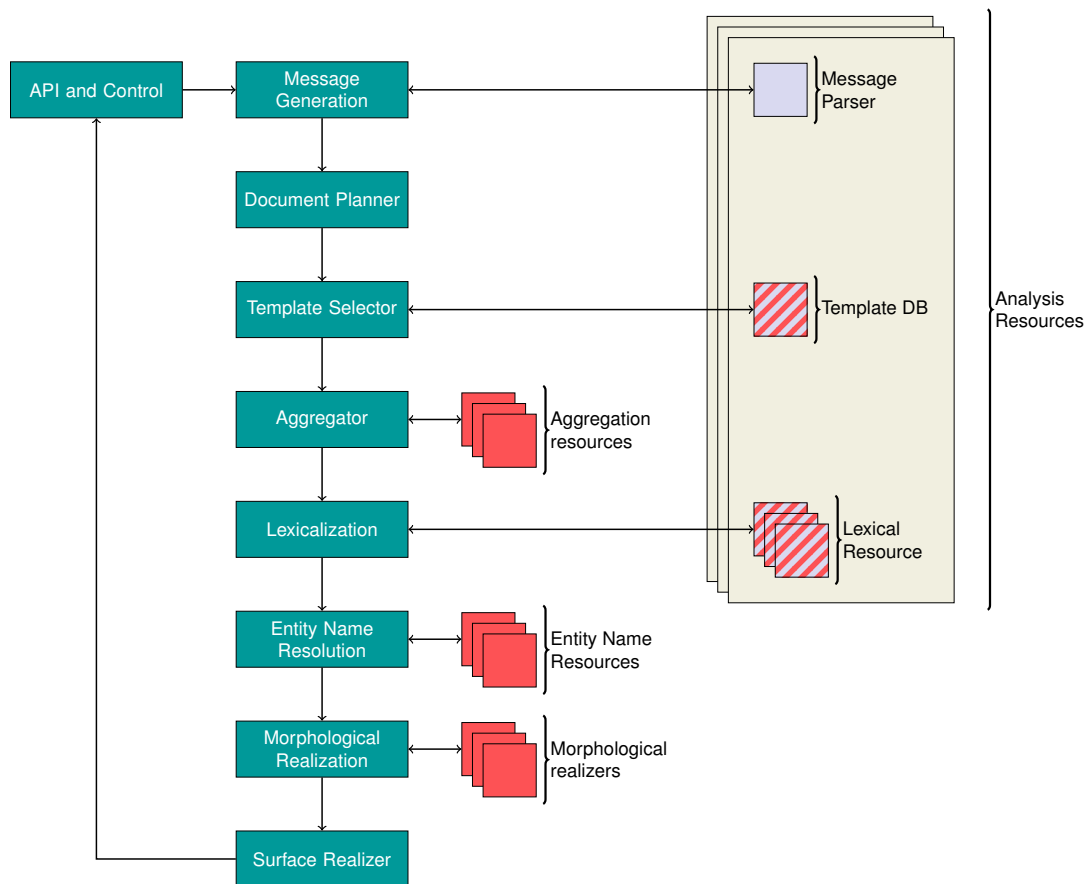 API and Control
Message
Generation
Message
Parser
Document Planner
Template Selector
Template DB
Analysis
Resources
Aggregator
Aggregation
resources
Lexicalization
Lexical
Resource
Entity Name
Resolution
Entity Name
Resources
Morphological
Realization
Morphological
realizers
Surface Realizer